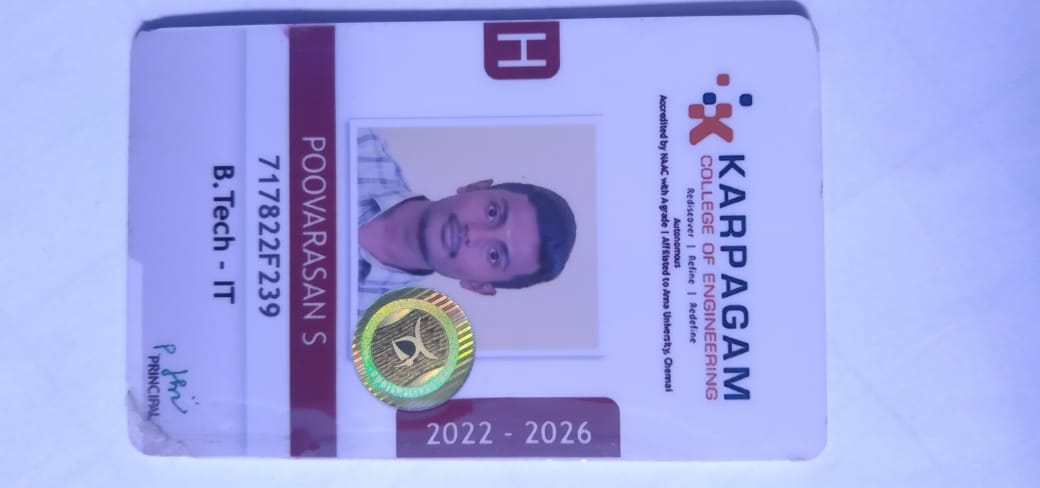 KARPAGAM
COLLEGE OF ENGINEERING
Rediscover | Refine | Redefine
Autonomous
Accredited by NAAC with A grade | Affiliated to Anna University, Chennai
H
2022 - 2026
POOVARASAN S
717822F239
B.Tech - IT
PRINCIPAL